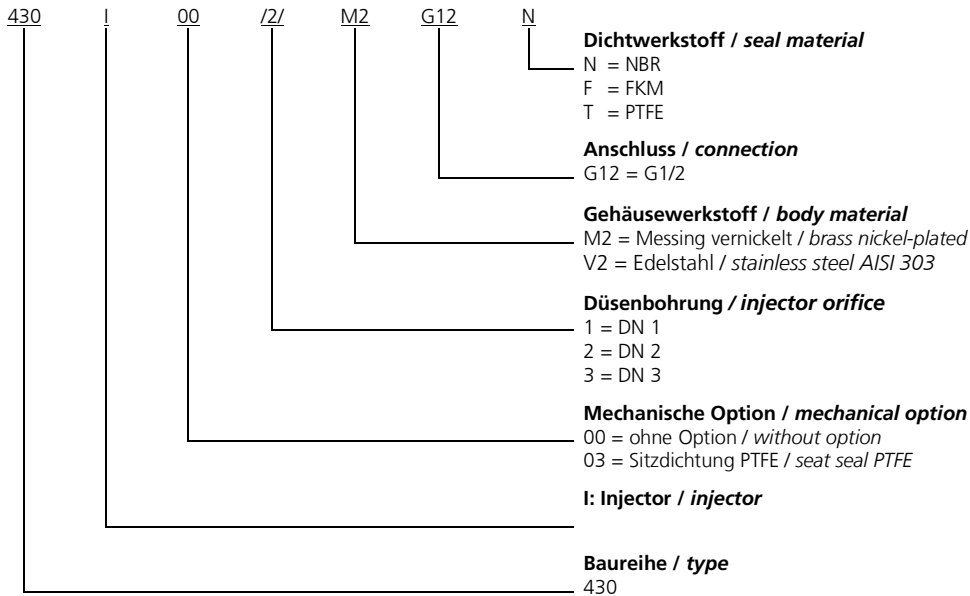 430 I 00 /2/ M2 G12 N
Dichtwerkstoff / seal material
N = NBR
F = FKM
T = PTFE
Anschluss / connection
G12 = G1/2
Gehäusewerkstoff / body material
M2 = Messing vernickelt / brass nickel-plated
V2 = Edelstahl / stainless steel AISI 303
Düsenbohrung / injector orifice
1 = DN 1
2 = DN 2
3 = DN 3
Mechanische Option / mechanical option
00 = ohne Option / without option
03 = Sitzdichtung PTFE / seat seal PTFE
I: Injector / injector
Baureihe / type
430